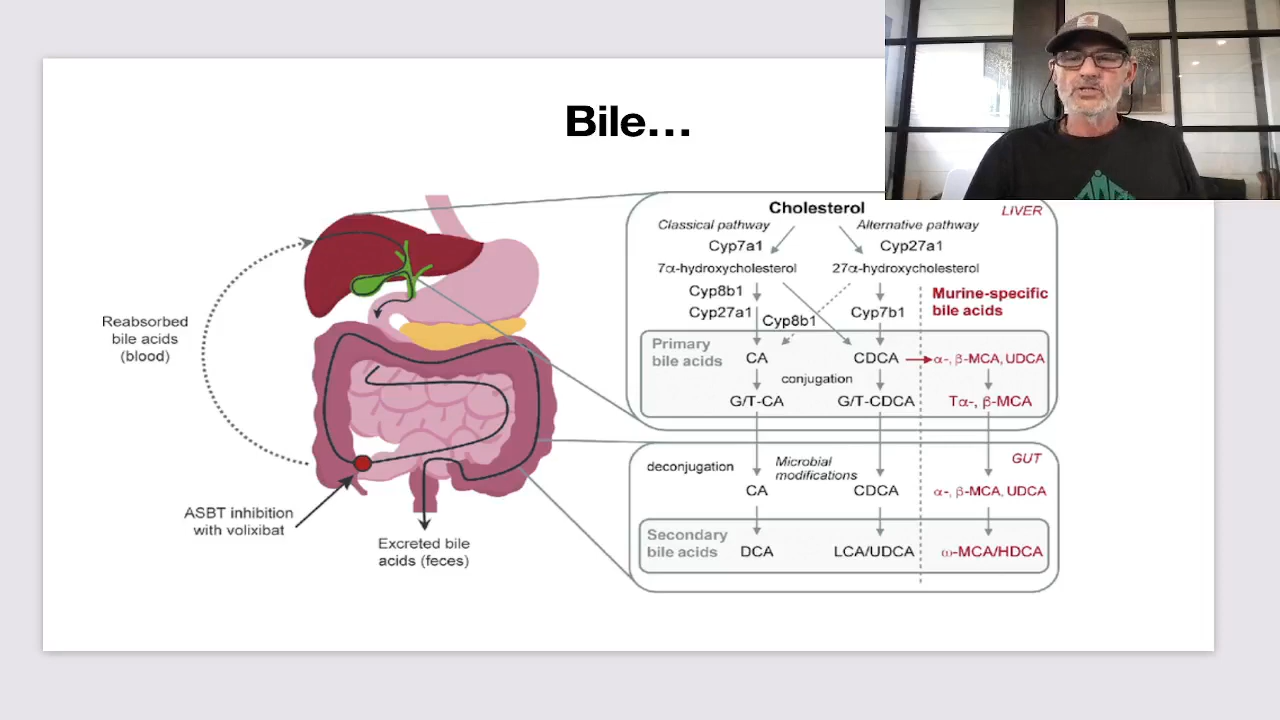 Bile…
Reabsorbed
bile acids
(blood)
ASBT inhibition
with volixibat
Excreted bile
acids (feces)
Cholesterol
LIVER
Classical pathway
Alternative pathway
Cyp7a1
Cyp27a1
7α-hydroxycholesterol
27α-hydroxycholesterol
Cyp8b1
Cyp27a1
Cyp8b1
Cyp7b1
Murine-specific
bile acids
Primary
bile acids
CA
CDCA
α-, β-MCA, UDCA
conjugation
G/T-CA
G/T-CDCA
Tα-, β-MCA
GUT
deconjugation
Microbial
modifications
CA
CDCA
α-, β-MCA, UDCA
Secondary
bile acids
DCA
LCA/UDCA
ω-MCA/HDCA